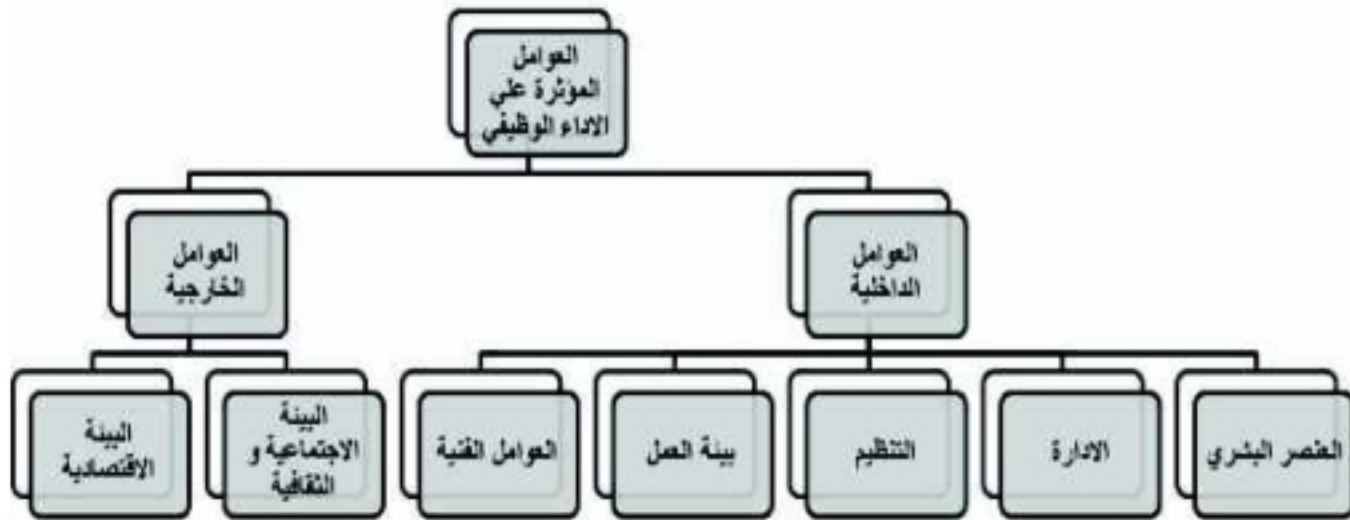 العوامل
المؤثرة علي
الاداء الوظيفي
العوامل
الداخلية
العوامل
الخارجية
العنصر البشري
الادارة
التنظيم
بيئة العمل
العوامل الفنية
البيئة
الاجتماعية و
الثقافية
البيئة
الاقتصادية